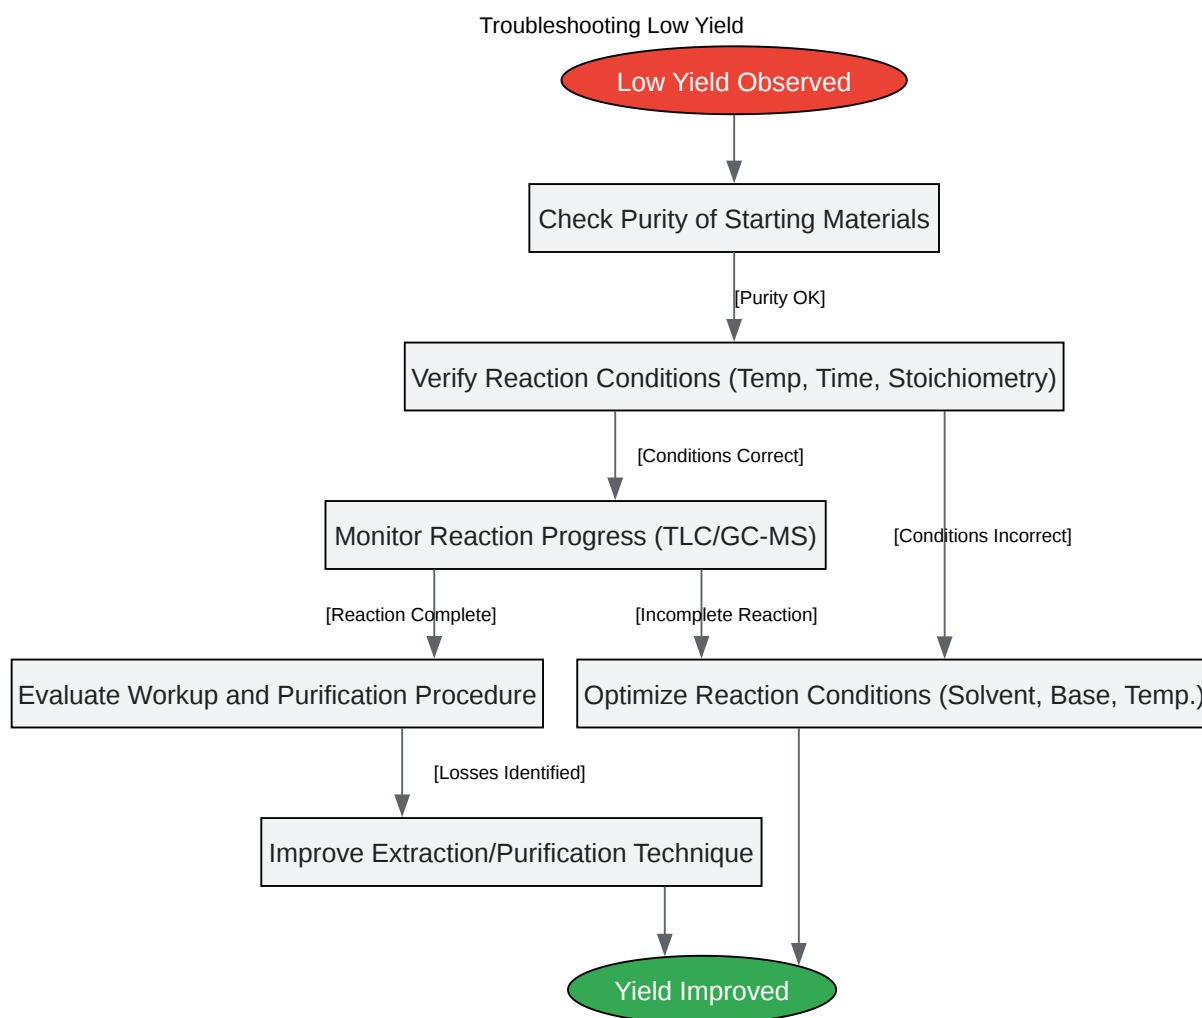 Troubleshooting Low Yield
Low Yield Observed
Check Purity of Starting Materials
[Purity OK]
Verify Reaction Conditions (Temp, Time, Stoichiometry)
[Conditions Correct]
Monitor Reaction Progress (TLC/GC-MS)
[Conditions Incorrect]
[Reaction Complete]
[Incomplete Reaction]
Evaluate Workup and Purification Procedure
Optimize Reaction Conditions (Solvent, Base, Temp.)
[Losses Identified]
Improve Extraction/Purification Technique
Yield Improved